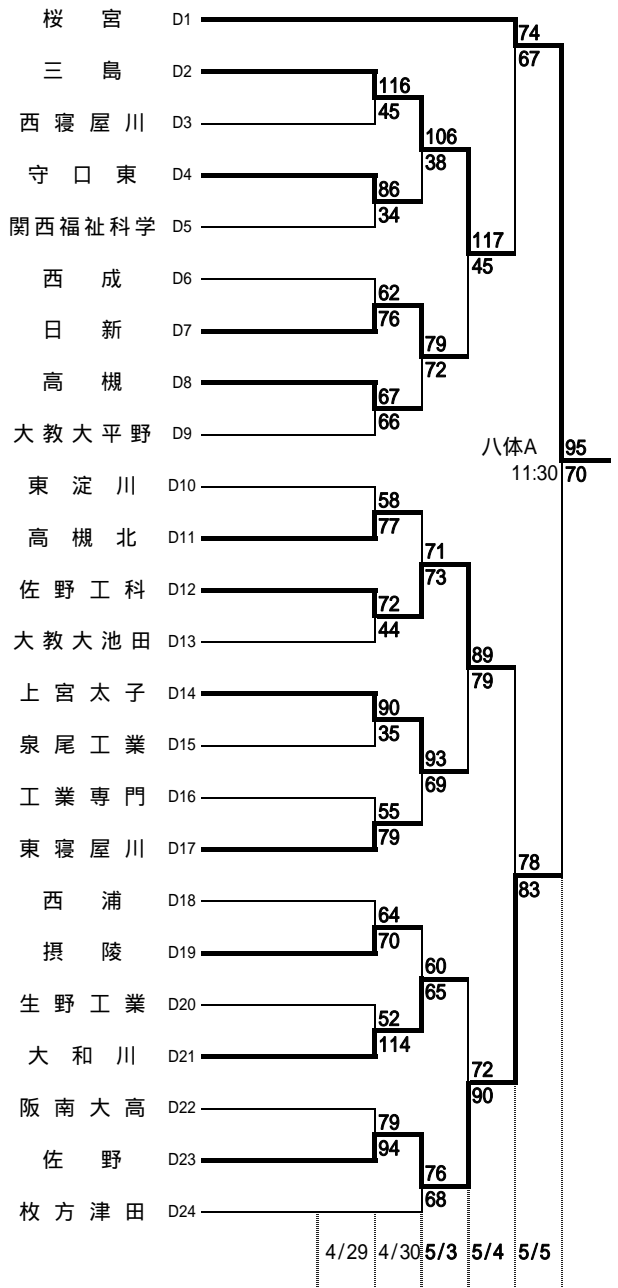 桜宮 D1
74
67
三島 D2
116
45
西寝屋川 D3
106
38
守口東 D4
86
34
関西福祉科学 D5
117
45
西成 D6
62
76
日新 D7
79
72
高槻 D8
67
66
大教大平野 D9
八体A 95
11:30 70
東淀川 D10
58
77
高槻北 D11
71
73
佐野工科 D12
72
44
大教大池田 D13
89
79
上宮太子 D14
90
35
泉尾工業 D15
93
69
工業専門 D16
55
79
東寝屋川 D17
78
83
西浦 D18
64
70
摂陵 D19
60
65
生野工業 D20
52
114
大和川 D21
72
90
阪南大高 D22
79
94
佐野 D23
76
68
枚方津田 D24
4/29 4/30 5/3 5/4 5/5